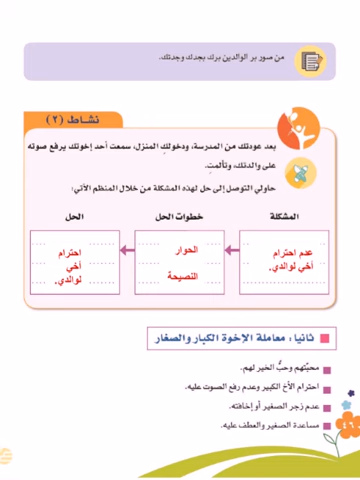 من صور بر الوالدين برك بجدك وجدتك.
نشاط (٢)
بعد عودتك من المدرسة، ودخولكِ المنزل، سمعت أحد إخوتك يرفع صوته
على والدتك، وتألمتِ.
حاولي التوصل إلى حل لهذه المشكلة من خلال المنظم الآتي:
المشكلة
خطوات الحل
الحل
عدم احترام
أخي لوالدي.
الحوار
النصيحة
احترام
أخي
لوالدي.
ثانيا: معاملة الإخوة الكبار والصغار
محبتهم وحبُّ الخير لهم.
احترام الأخ الكبير وعدم رفع الصوت عليه.
عدم زجر الصغير أو إخافته.
مساعدة الصغير والعطف عليه.
٤٦